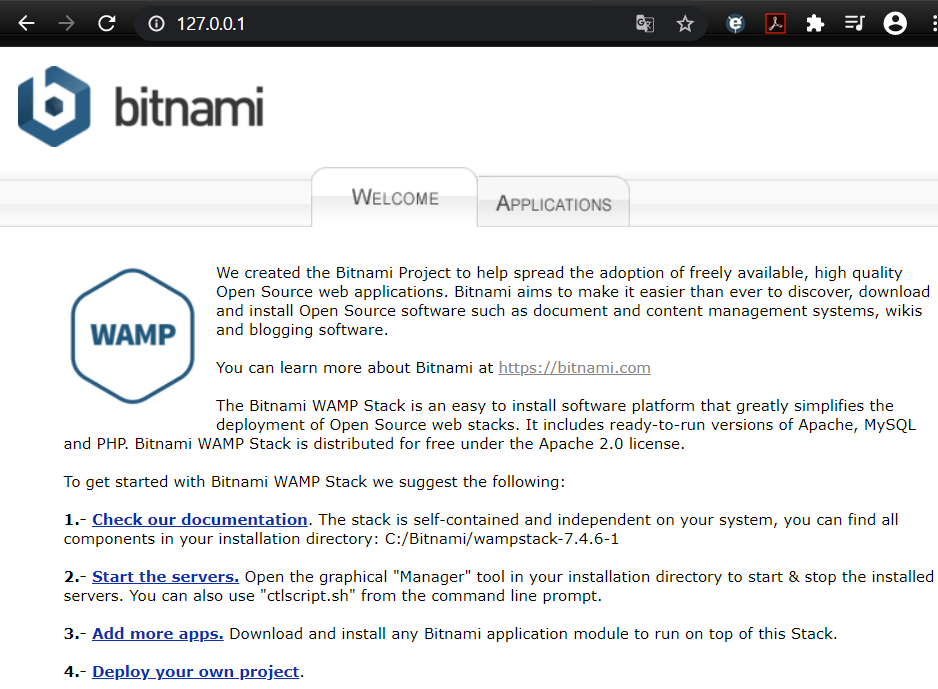 127.0.0.1
bitnami
WELCOME
APPLICATIONS
WAMP
We created the Bitnami Project to help spread the adoption of freely available, high quality
Open Source web applications. Bitnami aims to make it easier than ever to discover, download
and install Open Source software such as document and content management systems, wikis
and blogging software.
You can learn more about Bitnami at https://bitnami.com
The Bitnami WAMP Stack is an easy to install software platform that greatly simplifies the
deployment of Open Source web stacks. It includes ready-to-run versions of Apache, MySQL
and PHP. Bitnami WAMP Stack is distributed for free under the Apache 2.0 license.
To get started with Bitnami WAMP Stack we suggest the following:
1.- Check our documentation. The stack is self-contained and independent on your system, you can find all
components in your installation directory: C:/Bitnami/wampstack-7.4.6-1
2.- Start the servers. Open the graphical "Manager" tool in your installation directory to start & stop the installed
servers. You can also use "ctlscript.sh" from the command line prompt.
3.- Add more apps. Download and install any Bitnami application module to run on top of this Stack.
4.- Deploy your own project.